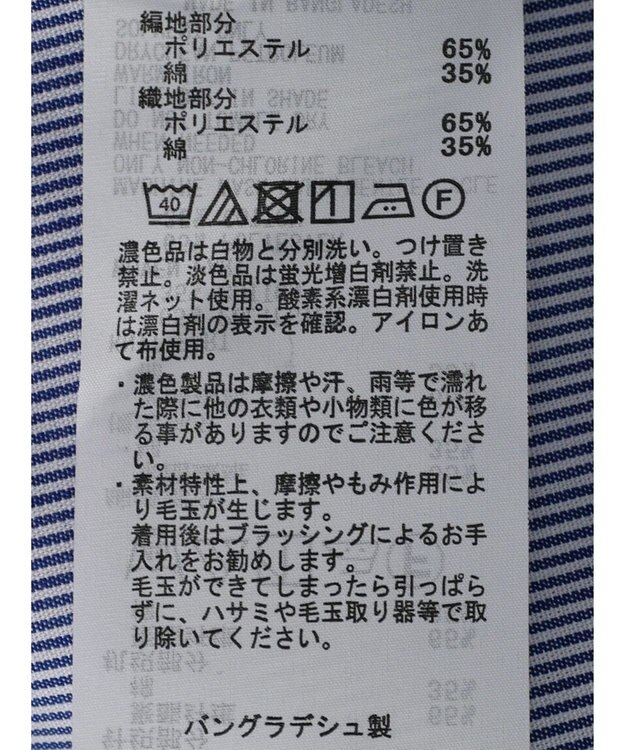 編地部分
ポリエステル 65%
綿 35%
織地部分
ポリエステル 65%
綿 35%
40 F
濃色品は白物と分別洗い。つけ置き
禁止。淡色品は蛍光増白剤禁止。洗
濯ネット使用。酸素系漂白剤使用時
は漂白剤の表示を確認。アイロンあ
て布使用。
・濃色製品は摩擦や汗、雨等で濡れ
た際に他の衣類や小物類に色が移
る事がありますのでご注意くださ
い。
・素材特性上、摩擦やもみ作用によ
り毛玉が生じます。
着用後はブラッシングによるお手
入れをお勧めします。
毛玉ができてしまったら引っぱら
ずに、ハサミや毛玉取り器等で取
り除いてください。
バングラデシュ製